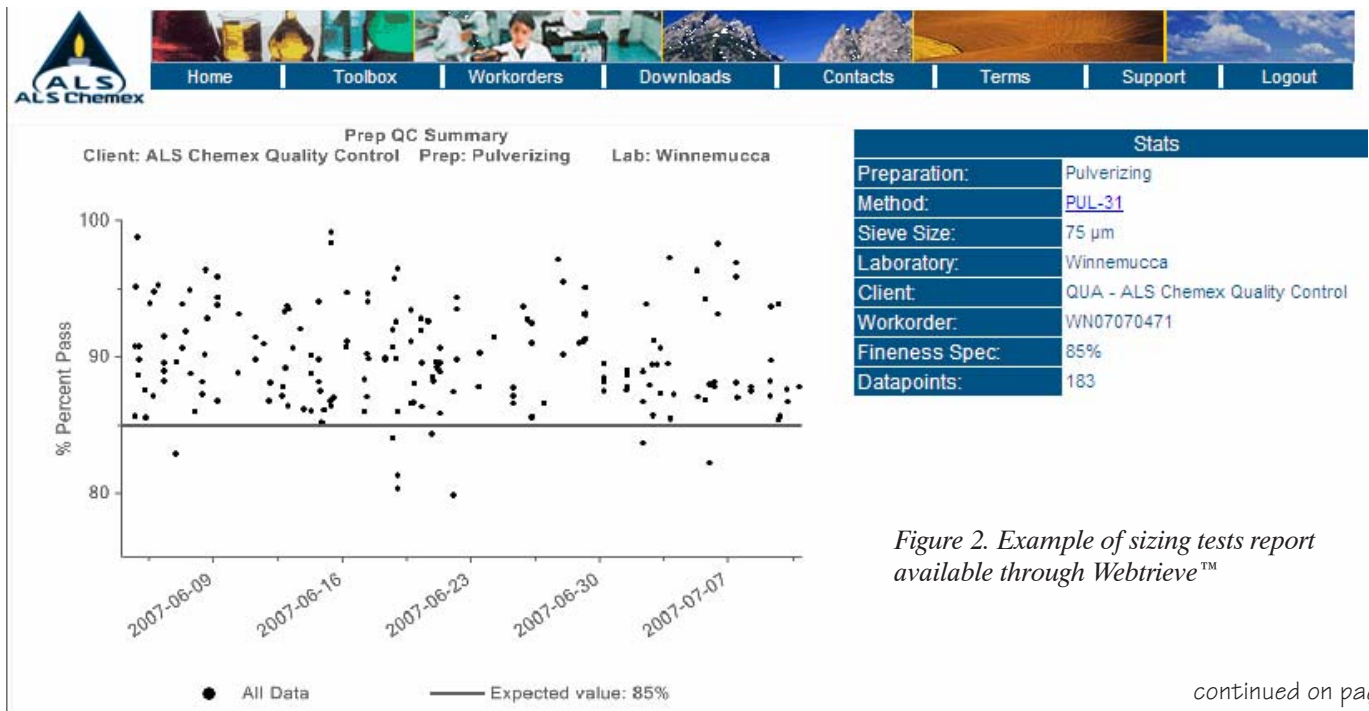 ALS
ALS Chemex
Home Toolbox Workorders Downloads Contacts Terms Support Logout
Prep QC Summary
Client: ALS Chemex Quality Control Prep: Pulverizing Lab: Winnemucca
% Percent Pass
100
90
80
2007-06-09
2007-06-16
2007-06-23
2007-06-30
2007-07-07
All Data
Expected value: 85%
Stats
Preparation: Pulverizing
Method: PUL-31
Sieve Size: 75 µm
Laboratory: Winnemucca
Client: QUA - ALS Chemex Quality Control
Workorder: WN07070471
Fineness Spec: 85%
Datapoints: 183
Figure 2. Example of sizing tests report
available through Webtrieve™
continued on